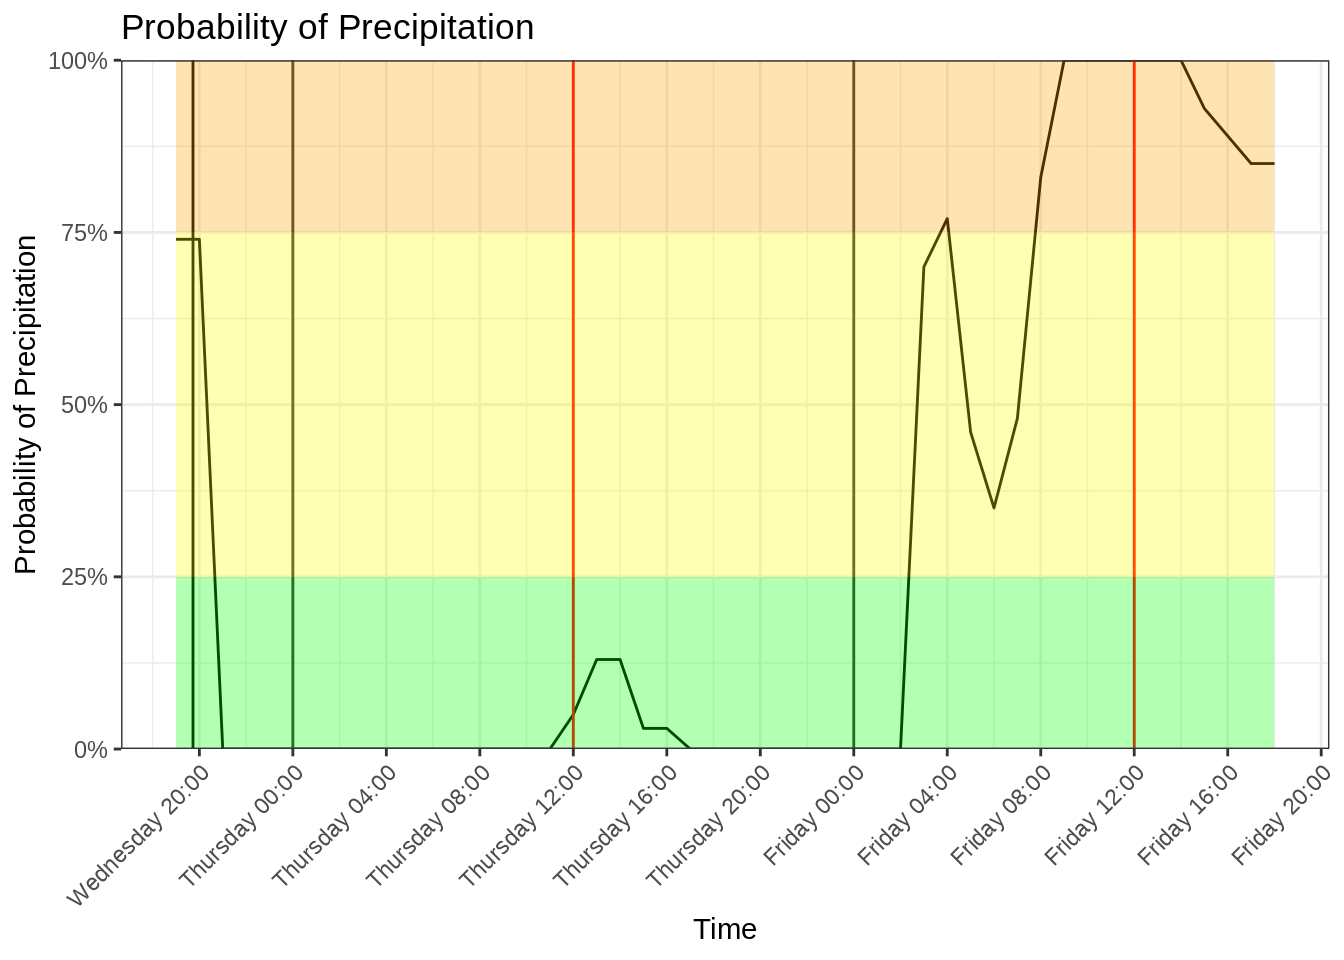 Probability of Precipitation
Probability of Precipitation
100%
75%
50%
25%
0%
Wednesday 20:00
Thursday 00:00
Thursday 04:00
Thursday 08:00
Thursday 12:00
Thursday 16:00
Thursday 20:00
Friday 00:00
Friday 04:00
Friday 08:00
Friday 12:00
Friday 16:00
Friday 20:00
Time